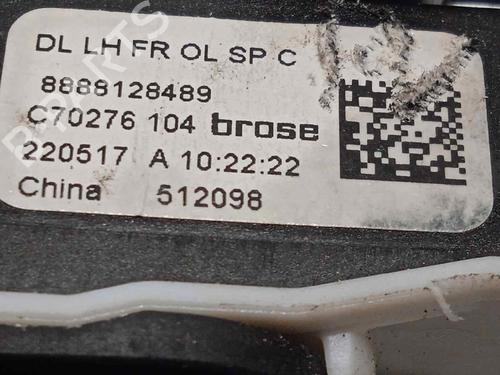 DL LH FR OL SP C
8888128489
C70276 104 brose
220517 A 10:22:22
China 512098